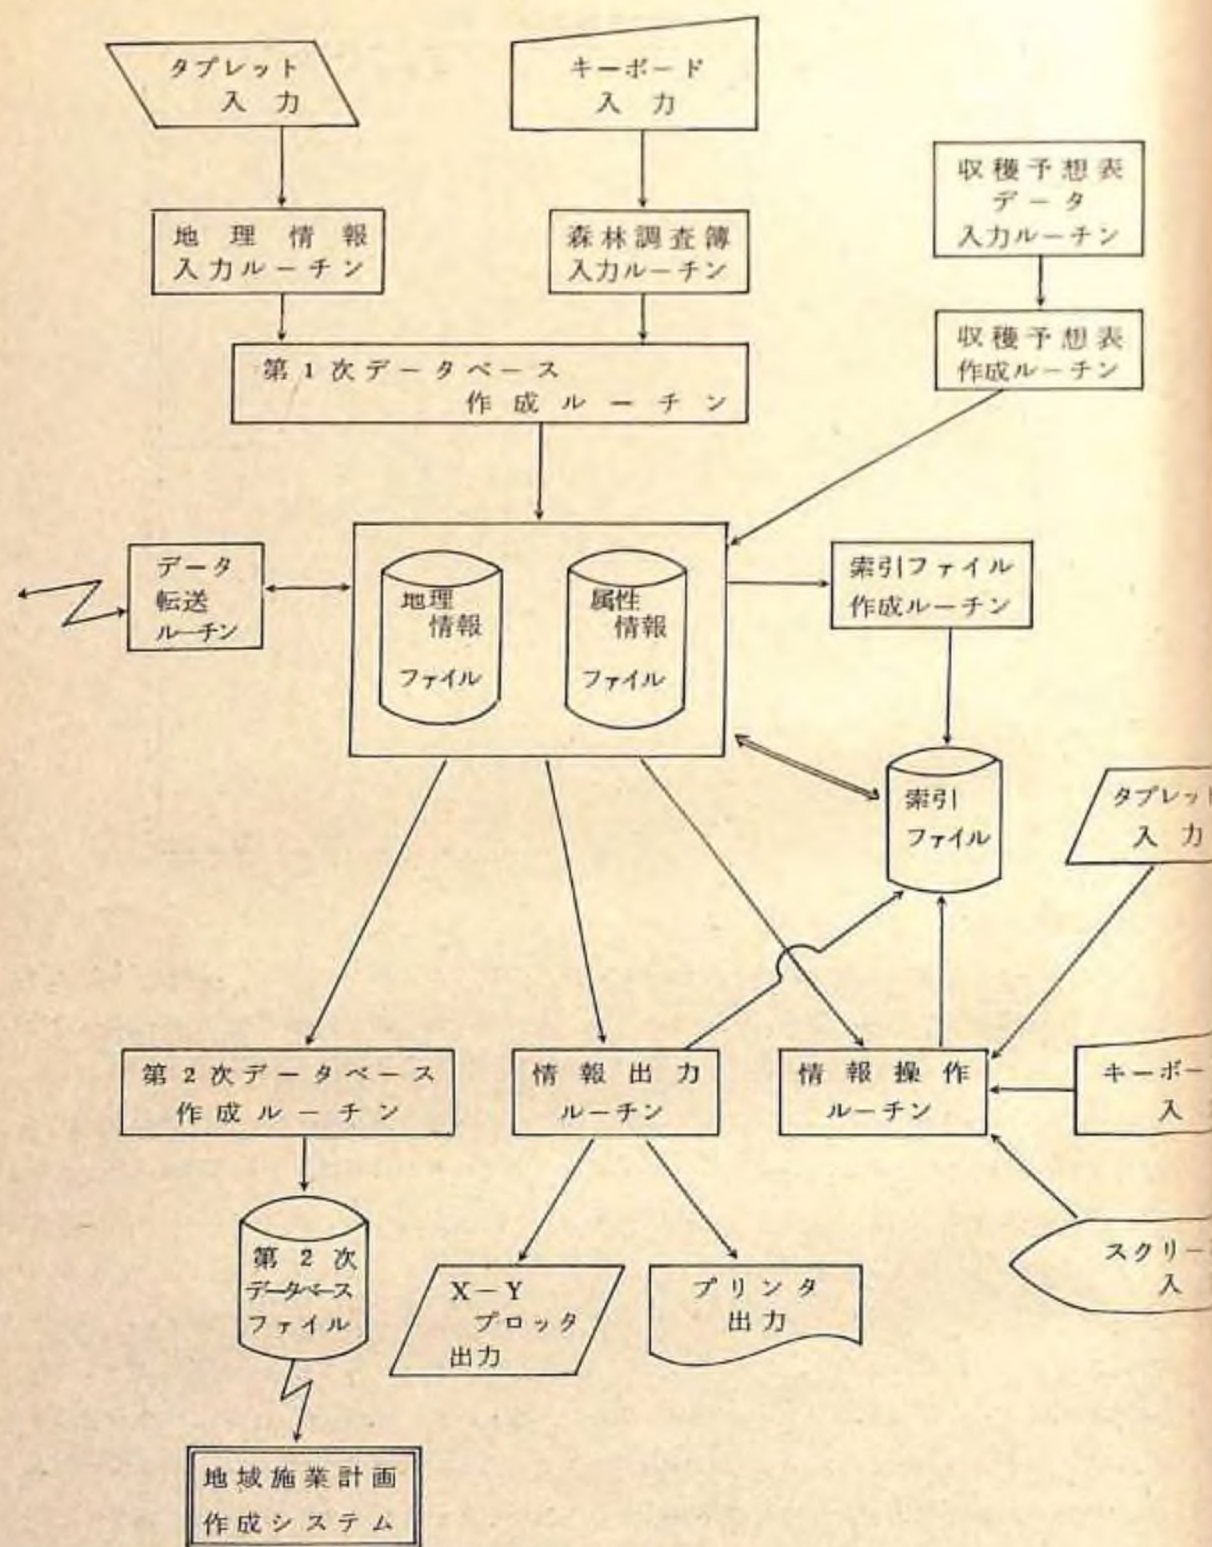 タブレット
入力
キーボード
入力
収穫予想表
データ
入力ルーチン
地理情報
入力ルーチン
森林調査簿
入力ルーチン
収穫予想表
作成ルーチン
第1次データベース
作成ルーチン
データ
転送
ルーチン
地理
情報
ファイル
属性
情報
ファイル
索引ファイル
作成ルーチン
索引
ファイル
タブレット
入力
第2次データベース
作成ルーチン
情報出力
ルーチン
情報操作
ルーチン
キーボー
入
第2次
データベース
ファイル
X-Y
プロッタ
出力
プリンタ
出力
スクリー
入
地域施業計画
作成システム